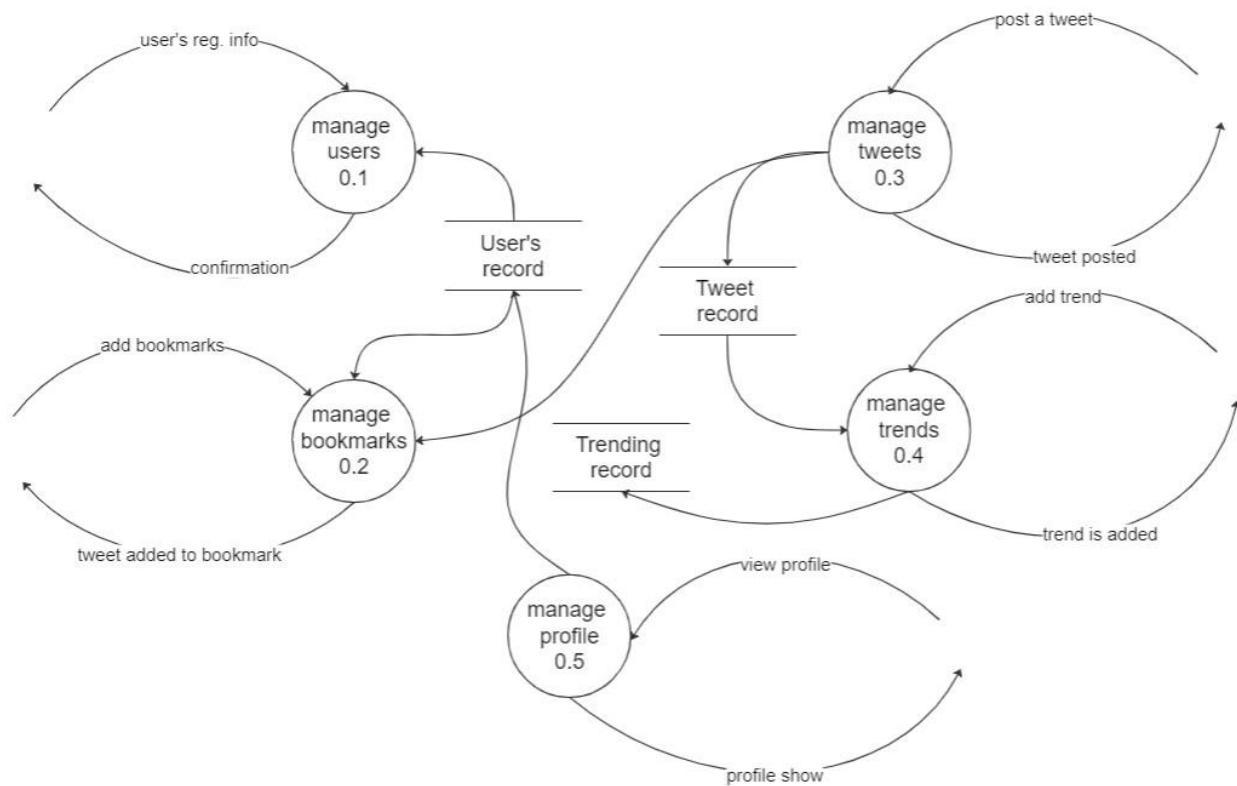 user's reg. info
manage
users
0.1
confirmation
User's
record
add bookmarks
manage
bookmarks
0.2
tweet added to bookmark
post a tweet
manage
tweets
0.3
tweet posted
Tweet
record
add trend
manage
trends
0.4
trend is added
Trending
record
view profile
manage
profile
0.5
profile show